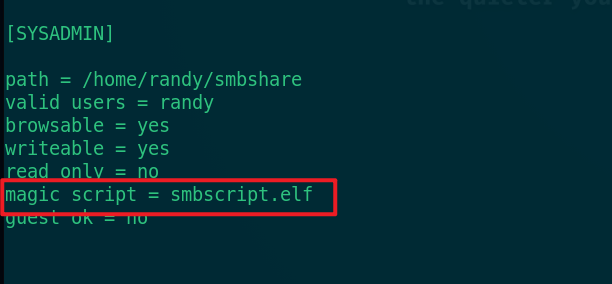 the quieter you
[SYSADMIN]
path = /home/randy/smbshare
valid users = randy
browsable = yes
writeable = yes
read only = no
magic script = smbscript.elf
guest ok = no